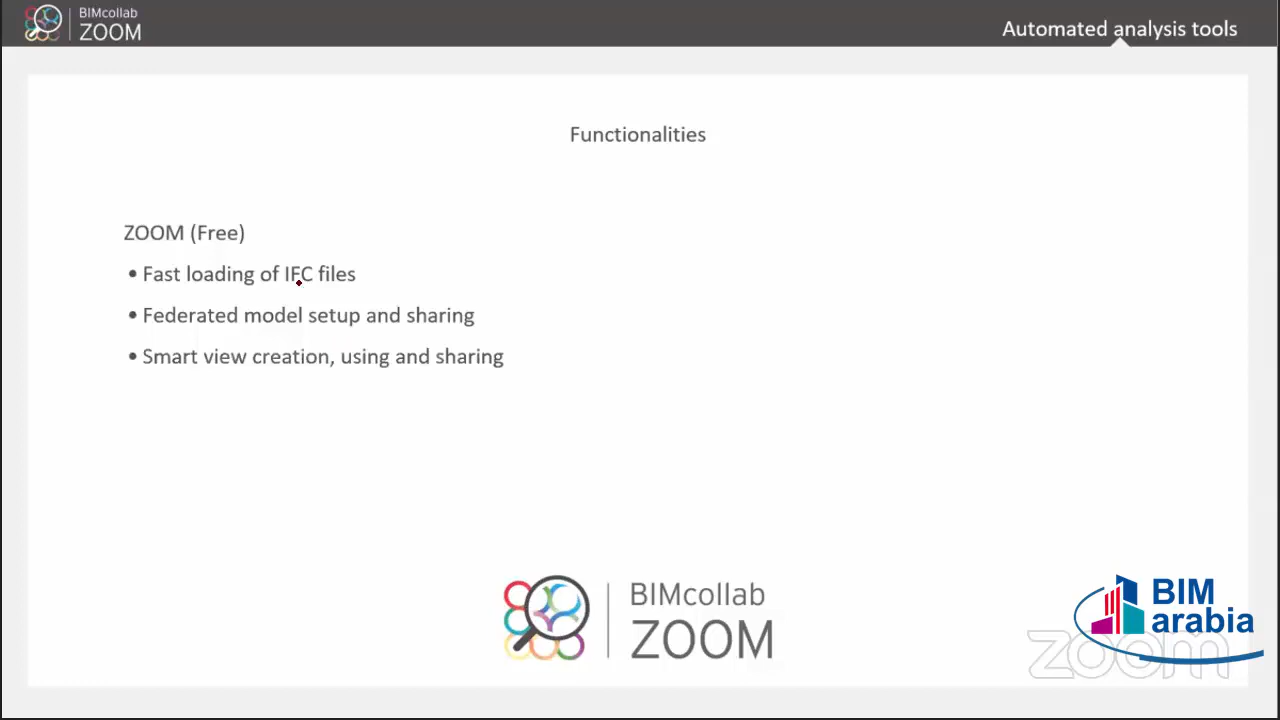 BIMcollab
ZOOM
Automated analysis tools
Functionalities
ZOOM (Free)
• Fast loading of IFC files
• Federated model setup and sharing
• Smart view creation, using and sharing
BIMcollab
ZOOM
BIM
arabia
zoom